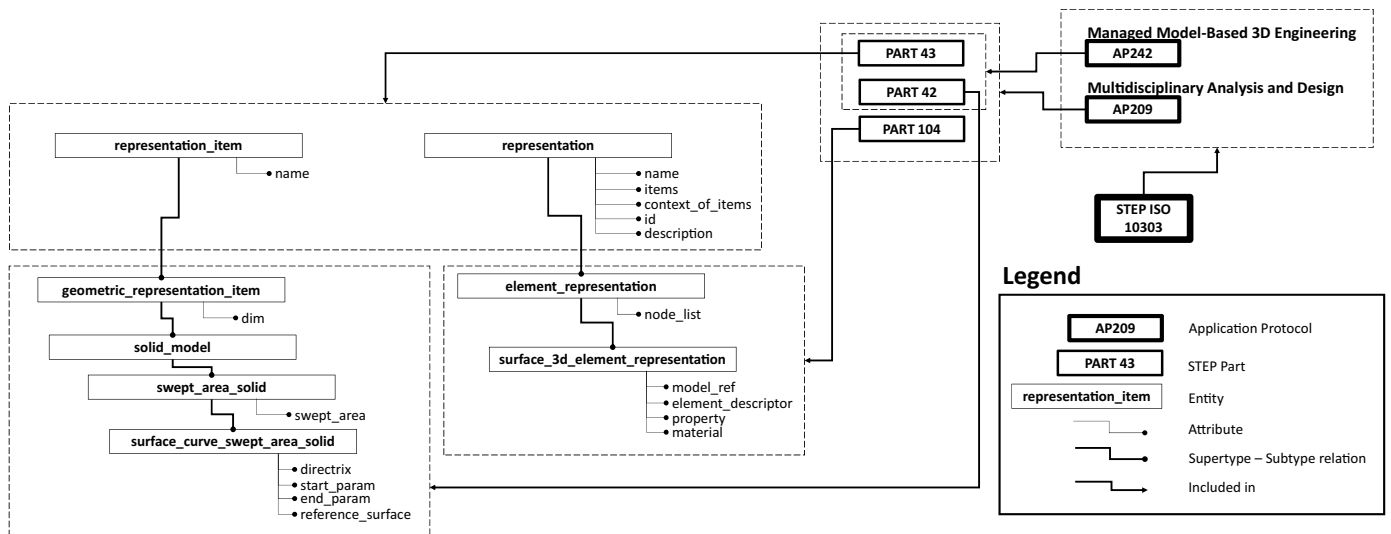 Managed Model-Based 3D Engineering
AP242
Multidisciplinary Analysis and Design
AP209
PART 43
PART 42
PART 104
STEP ISO
10303
representation_item
name
representation
name
items
context_of_items
id
description
geometric_representation_item
dim
solid_model
swept_area_solid
swept_area
surface_curve_swept_area_solid
directrix
start_param
end_param
reference_surface
element_representation
node_list
surface_3d_element_representation
model_ref
element_descriptor
property
material
Legend
AP209
Application Protocol
PART 43
STEP Part
representation_item
Entity
Attribute
Supertype – Subtype relation
Included in